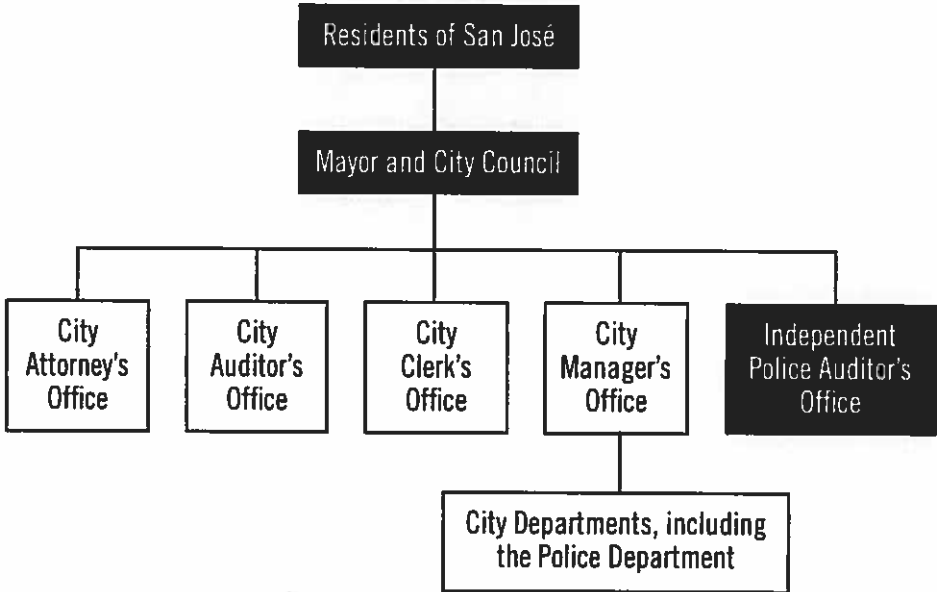 Residents of San José
Mayor and City Council
City
Attorney's
Office
City
Auditor's
Office
City
Clerk's
Office
City
Manager's
Office
Independent
Police Auditor's
Office
City Departments, including
the Police Department